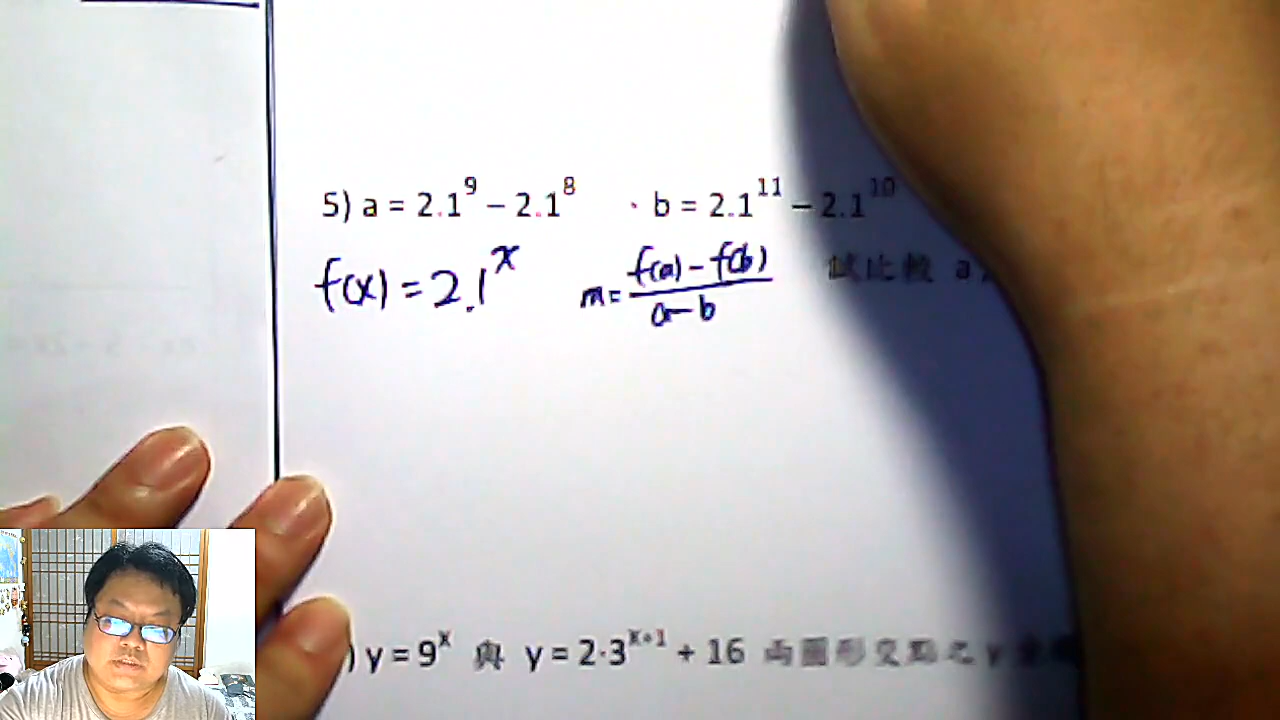 5) a = 2.1⁹ − 2.1⁸ 、 b = 2.1¹¹ − 2.1¹⁰
試比較 a
f(x) = 2.1ˣ m = (f(a) − f(b)) / (a − b)
) y = 9ˣ 與 y = 2·3ˣ⁺¹ + 16 兩圖形交點之 y